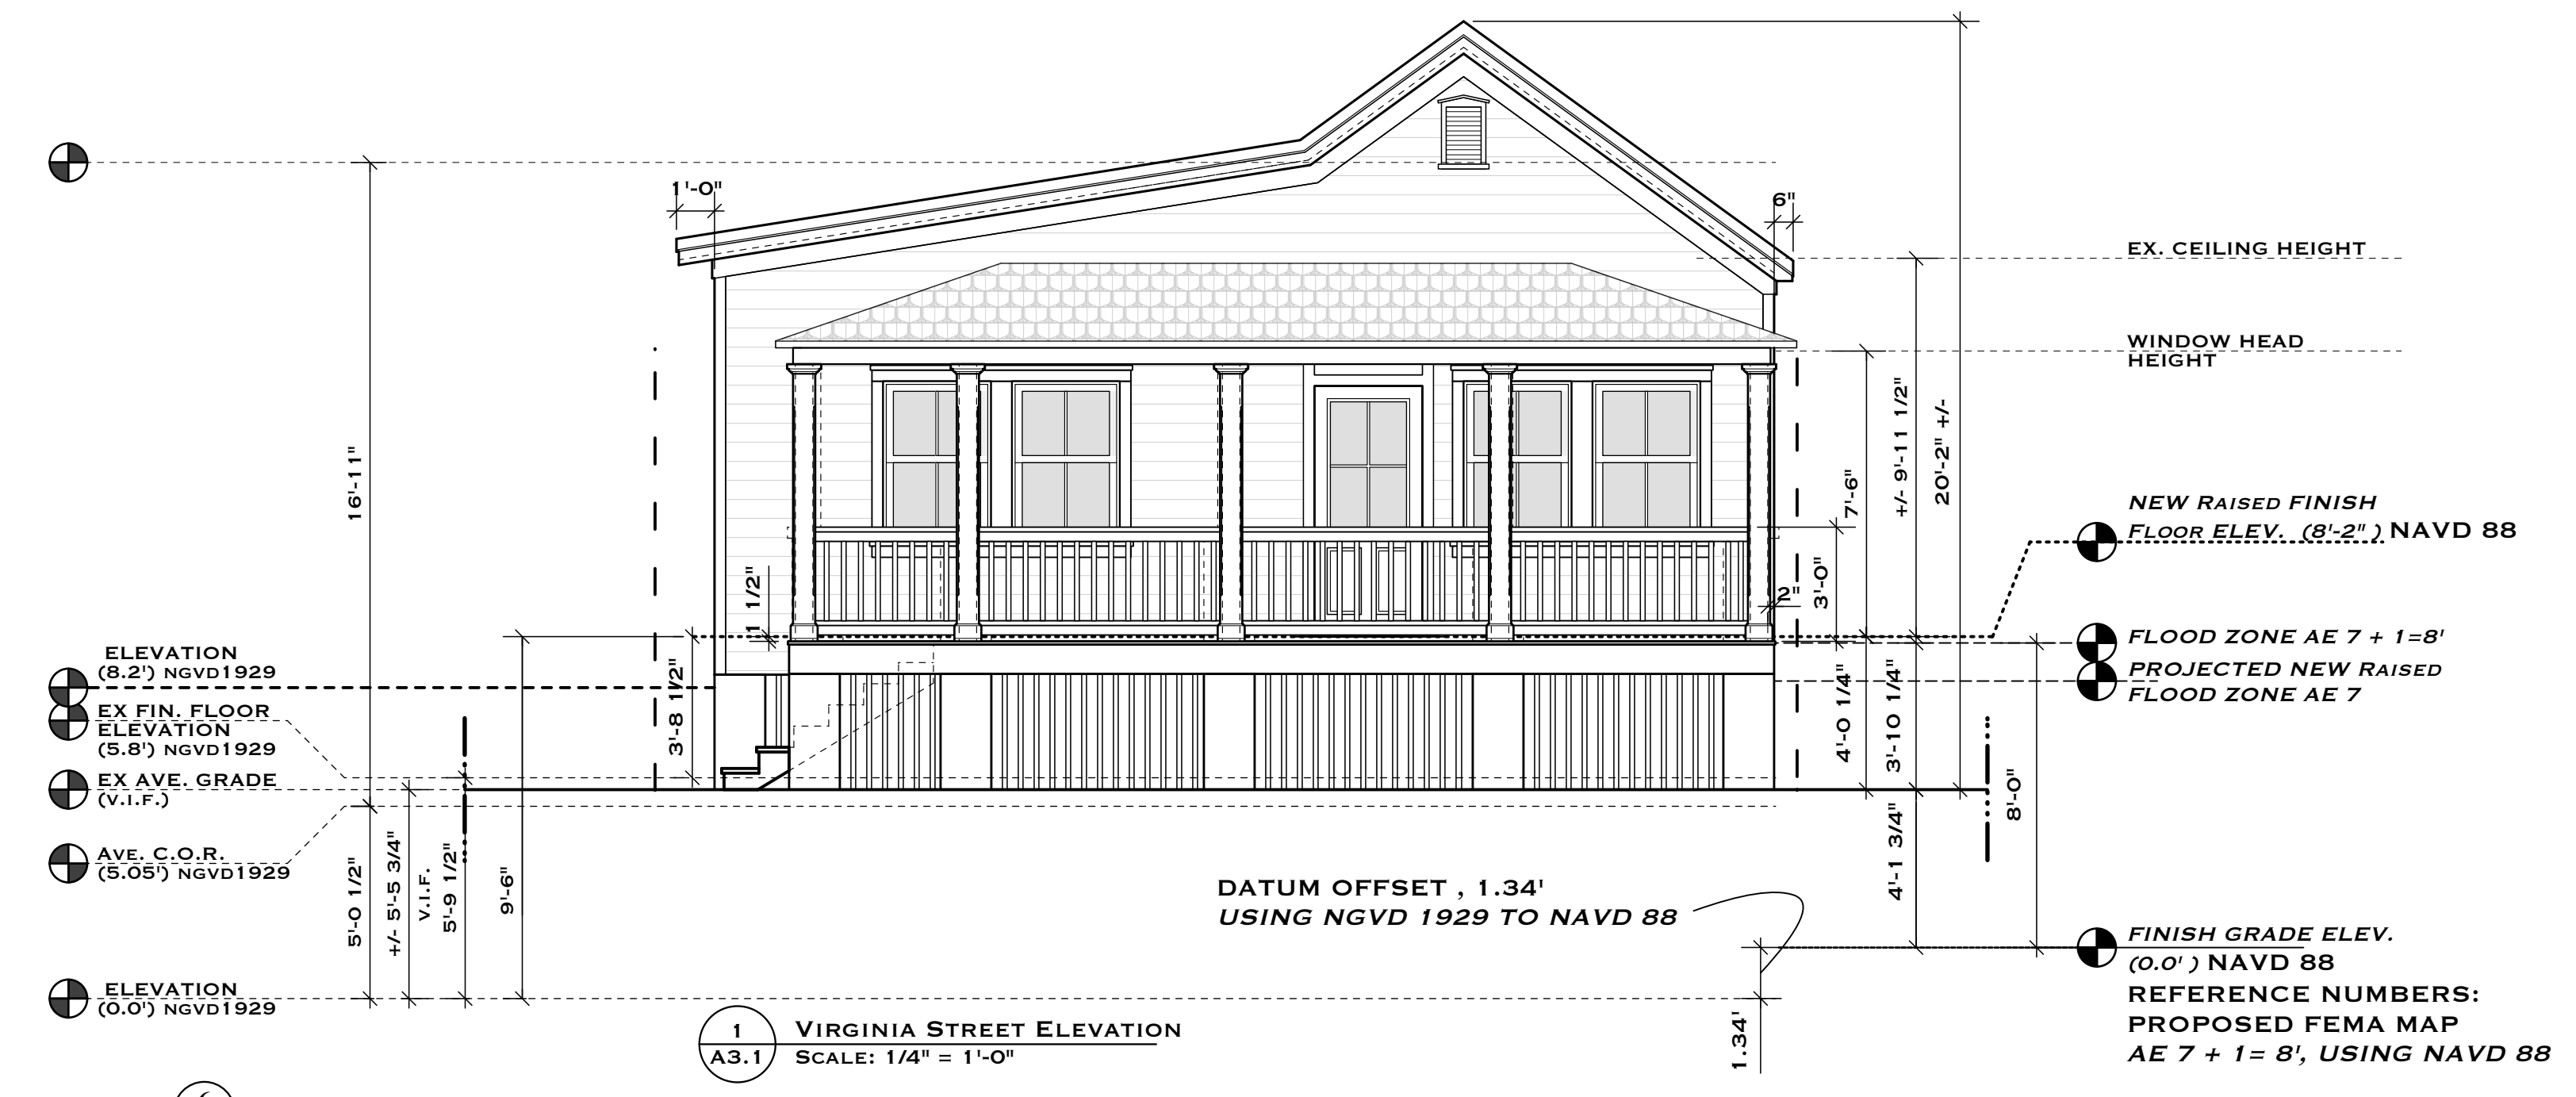 1'-0"
6"
EX. CEILING HEIGHT
WINDOW HEAD
HEIGHT
16'-11"
7'-6"
+/- 9'-11 1/2"
20'-2" +/-
NEW RAISED FINISH
FLOOR ELEV. (8'-2" ) NAVD 88
1 1/2"
2"
3'-0"
FLOOD ZONE AE 7 + 1=8'
PROJECTED NEW RAISED
FLOOD ZONE AE 7
ELEVATION
(8.2') NGVD1929
EX FIN. FLOOR
ELEVATION
(5.8') NGVD1929
EX AVE. GRADE
(V.I.F.)
AVE. C.O.R.
(5.05') NGVD1929
3'-8 1/2"
4'-0 1/4"
3'-10 1/4"
8'-0"
4'-1 3/4"
5'-0 1/2"
+/- 5'-5 3/4"
V.I.F.
5'-9 1/2"
9'-6"
DATUM OFFSET , 1.34'
USING NGVD 1929 TO NAVD 88
FINISH GRADE ELEV.
(0.0' ) NAVD 88
REFERENCE NUMBERS:
PROPOSED FEMA MAP
AE 7 + 1= 8', USING NAVD 88
ELEVATION
(0.0') NGVD1929
1.34'
1
A3.1
VIRGINIA STREET ELEVATION
SCALE: 1/4" = 1'-0"